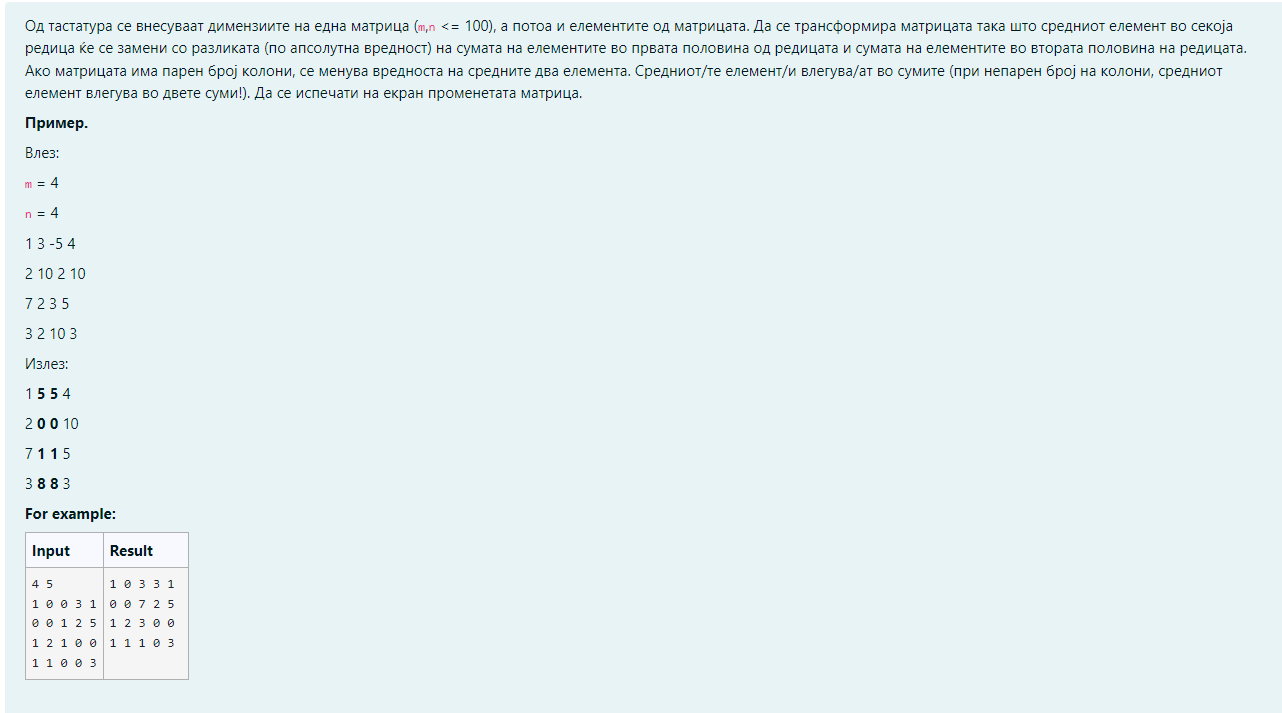 Од тастатура се внесуваат димензиите на една матрица (m,n <= 100), а потоа и елементите од матрицата. Да се трансформира матрицата така што средниот елемент во секоја
редица ќе се замени со разликата (по апсолутна вредност) на сумата на елементите во првата половина од редицата и сумата на елементите во втората половина на редицата.
Ако матрицата има парен број колони, се менува вредноста на средните два елемента. Средниот/те елемент/и влегува/ат во сумите (при непарен број на колони, средниот
елемент влегува во двете суми!). Да се испечати на екран променетата матрица.
Пример.
Влез:
m = 4
n = 4
1 3 -5 4
2 10 2 10
7 2 3 5
3 2 10 3
Излез:
1 5 5 4
2 0 0 10
7 1 1 5
3 8 8 3
For example:
Input Result
4 5
1 0 0 3 1
0 0 1 2 5
1 2 1 0 0
1 1 0 0 3
1 0 3 3 1
0 0 7 2 5
1 2 3 0 0
1 1 1 0 3